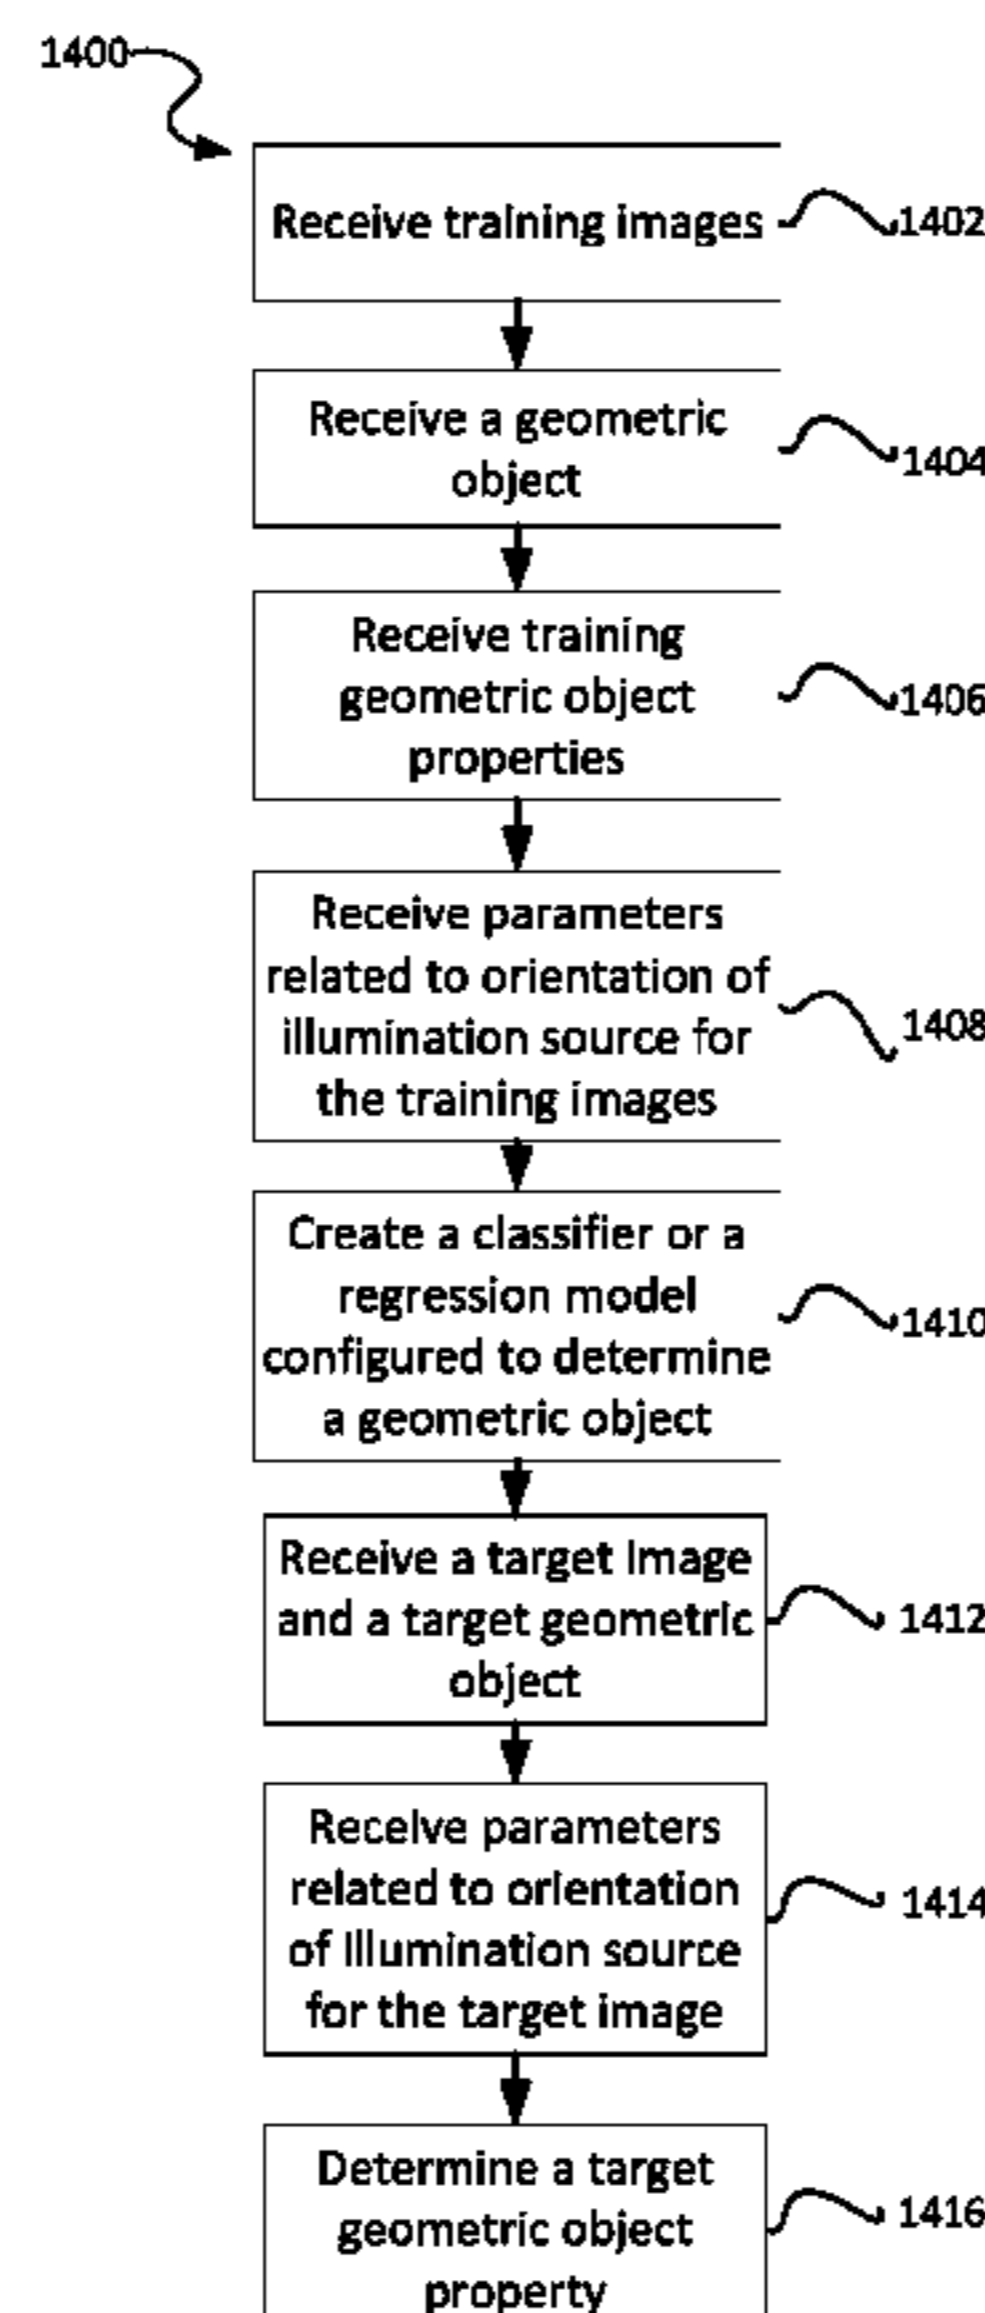 1400
Receive training images
1402
Receive a geometric
object
1404
Receive training
geometric object
properties
1406
Receive parameters
related to orientation of
illumination source for
the training images
1408
Create a classifier or a
regression model
configured to determine
a geometric object
1410
Receive a target image
and a target geometric
object
1412
Receive parameters
related to orientation
of illumination source
for the target image
1414
Determine a target
geometric object
property
1416